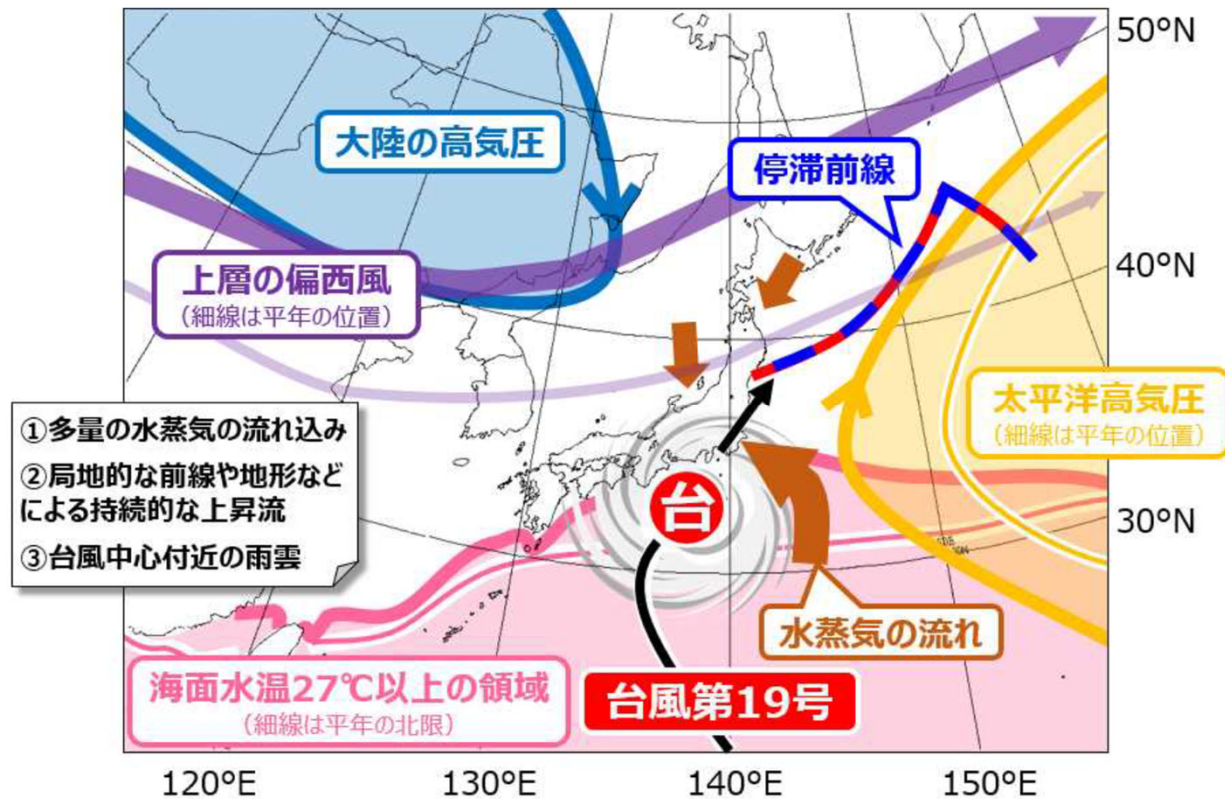 50°N
大陸の高気圧
停滞前線
上層の偏西風
（細線は平年の位置）
40°N
太平洋高気圧
（細線は平年の位置）
①多量の水蒸気の流れ込み
②局地的な前線や地形など
による持続的な上昇流
③台風中心付近の雨雲
台
30°N
水蒸気の流れ
海面水温27℃以上の領域
（細線は平年の北限）
台風第19号
120°E
130°E
140°E
150°E